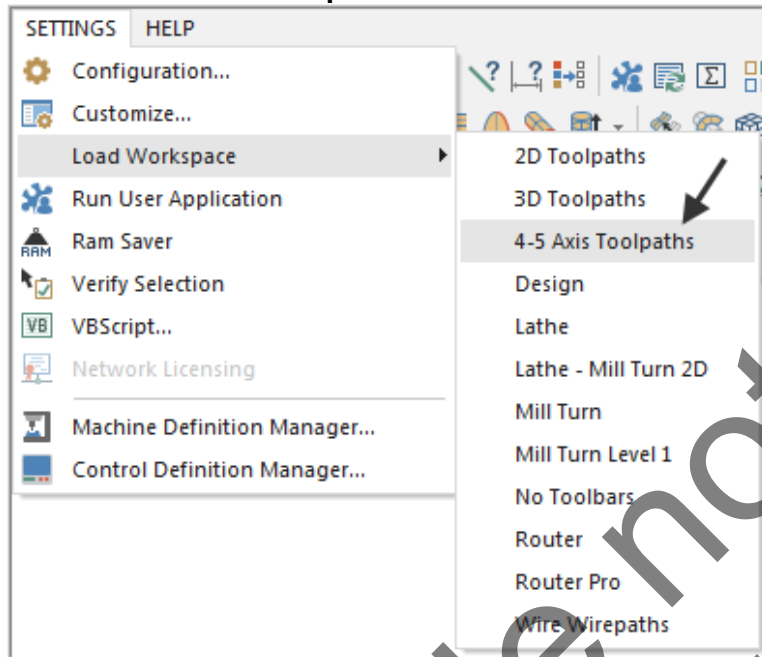 SETTINGS HELP
Configuration...
Customize...
Load Workspace
RAM
Run User Application
Ram Saver
Verify Selection
VB
VBScript...
Network Licensing
Machine Definition Manager...
Control Definition Manager...
2D Toolpaths
3D Toolpaths
4-5 Axis Toolpaths
Design
Lathe
Lathe - Mill Turn 2D
Mill Turn
Mill Turn Level 1
No Toolbars
Router
Router Pro
Wire Wirepaths